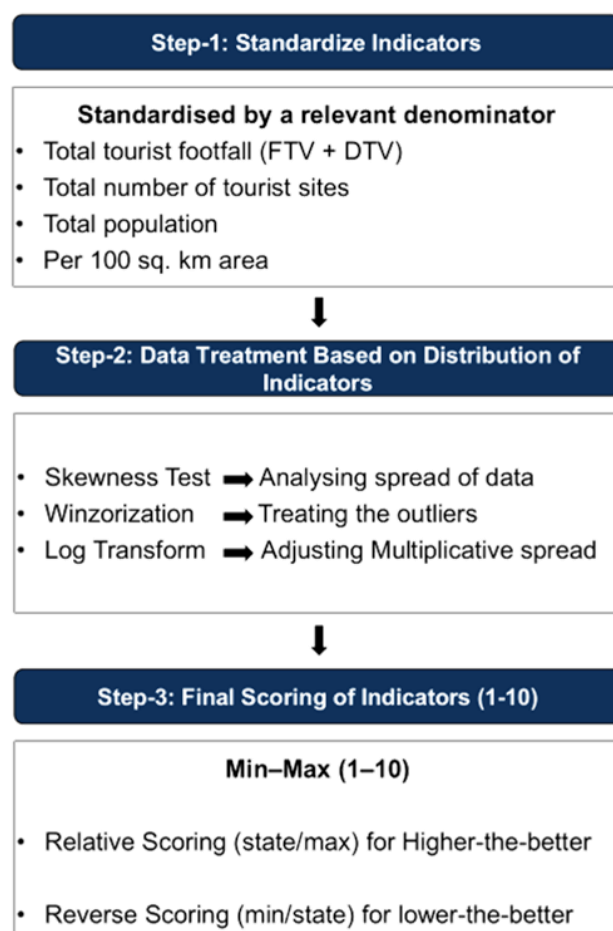 Step-1: Standardize Indicators
Standardised by a relevant denominator
• Total tourist footfall (FTV + DTV)
• Total number of tourist sites
• Total population
• Per 100 sq. km area
Step-2: Data Treatment Based on Distribution of
Indicators
• Skewness Test ➡ Analysing spread of data
• Winzorization ➡ Treating the outliers
• Log Transform ➡ Adjusting Multiplicative spread
Step-3: Final Scoring of Indicators (1-10)
Min–Max (1–10)
• Relative Scoring (state/max) for Higher-the-better
• Reverse Scoring (min/state) for lower-the-better